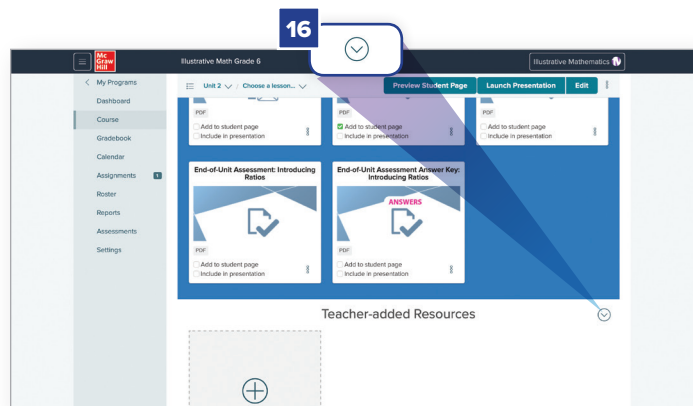 16
Mc
Graw
Hill
Illustrative Math Grade 6
Illustrative Mathematics
My Programs
Dashboard
Course
Gradebook
Calendar
Assignments 1
Roster
Reports
Assessments
Settings
Unit 2 / Choose a lesson...
Preview Student Page
Launch Presentation
Edit
PDF
Add to student page
Include in presentation
PDF
Add to student page
Include in presentation
PDF
Add to student page
Include in presentation
End-of-Unit Assessment: Introducing
Ratios
PDF
Add to student page
Include in presentation
End-of-Unit Assessment Answer Key:
Introducing Ratios
ANSWERS
PDF
Add to student page
Include in presentation
Teacher-added Resources